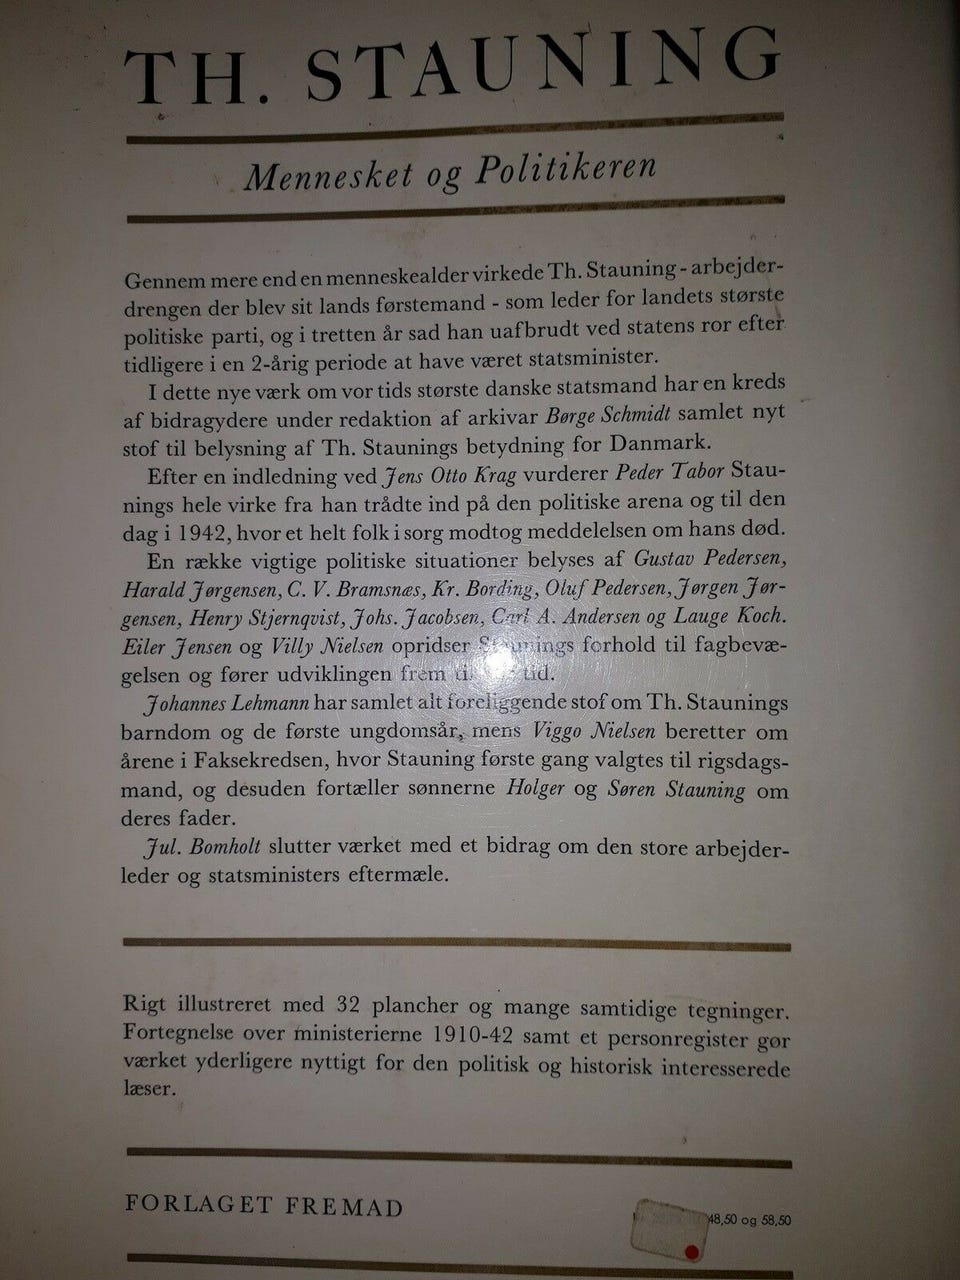 TH. STAUNING
Mennesket og Politikeren
Gennem mere end en menneskealder virkede Th. Stauning - arbejder-
drengen der blev sit lands førstemand - som leder for landets største
politiske parti, og i tretten år sad han uafbrudt ved statens ror efter
tidligere i en 2-årig periode at have været statsminister.
I dette nye værk om vor tids største danske statsmand har en kreds
af bidragydere under redaktion af arkivar Børge Schmidt samlet nyt
stof til belysning af Th. Staunings betydning for Danmark.
Efter en indledning ved Jens Otto Krag vurderer Peder Tabor Stau-
nings hele virke fra han trådte ind på den politiske arena og til den
dag i 1942, hvor et helt folk i sorg modtog meddelelsen om hans død.
En række vigtige politiske situationer belyses af Gustav Pedersen,
Harald Jørgensen, C. V. Bramsnæs, Kr. Bording, Oluf Pedersen, Jørgen Jør-
gensen, Henry Stjernqvist, Johs. Jacobsen, Carl A. Andersen og Lauge Koch.
Eiler Jensen og Villy Nielsen opridser Staunings forhold til fagbevæ-
gelsen og fører udviklingen frem tid.
Johannes Lehmann har samlet alt foreliggende stof om Th. Staunings
barndom og de første ungdomsår, mens Viggo Nielsen beretter om
årene i Faksekredsen, hvor Stauning første gang valgtes til rigsdags-
mand, og desuden fortæller sønnerne Holger og Søren Stauning om
deres fader.
Jul. Bomholt slutter værket med et bidrag om den store arbejder-
leder og statsministers eftermæle.
Rigt illustreret med 32 plancher og mange samtidige tegninger.
Fortegnelse over ministerierne 1910-42 samt et personregister gør
værket yderligere nyttigt for den politisk og historisk interesserede
læser.
FORLAGET FREMAD
48,50 og 58,50